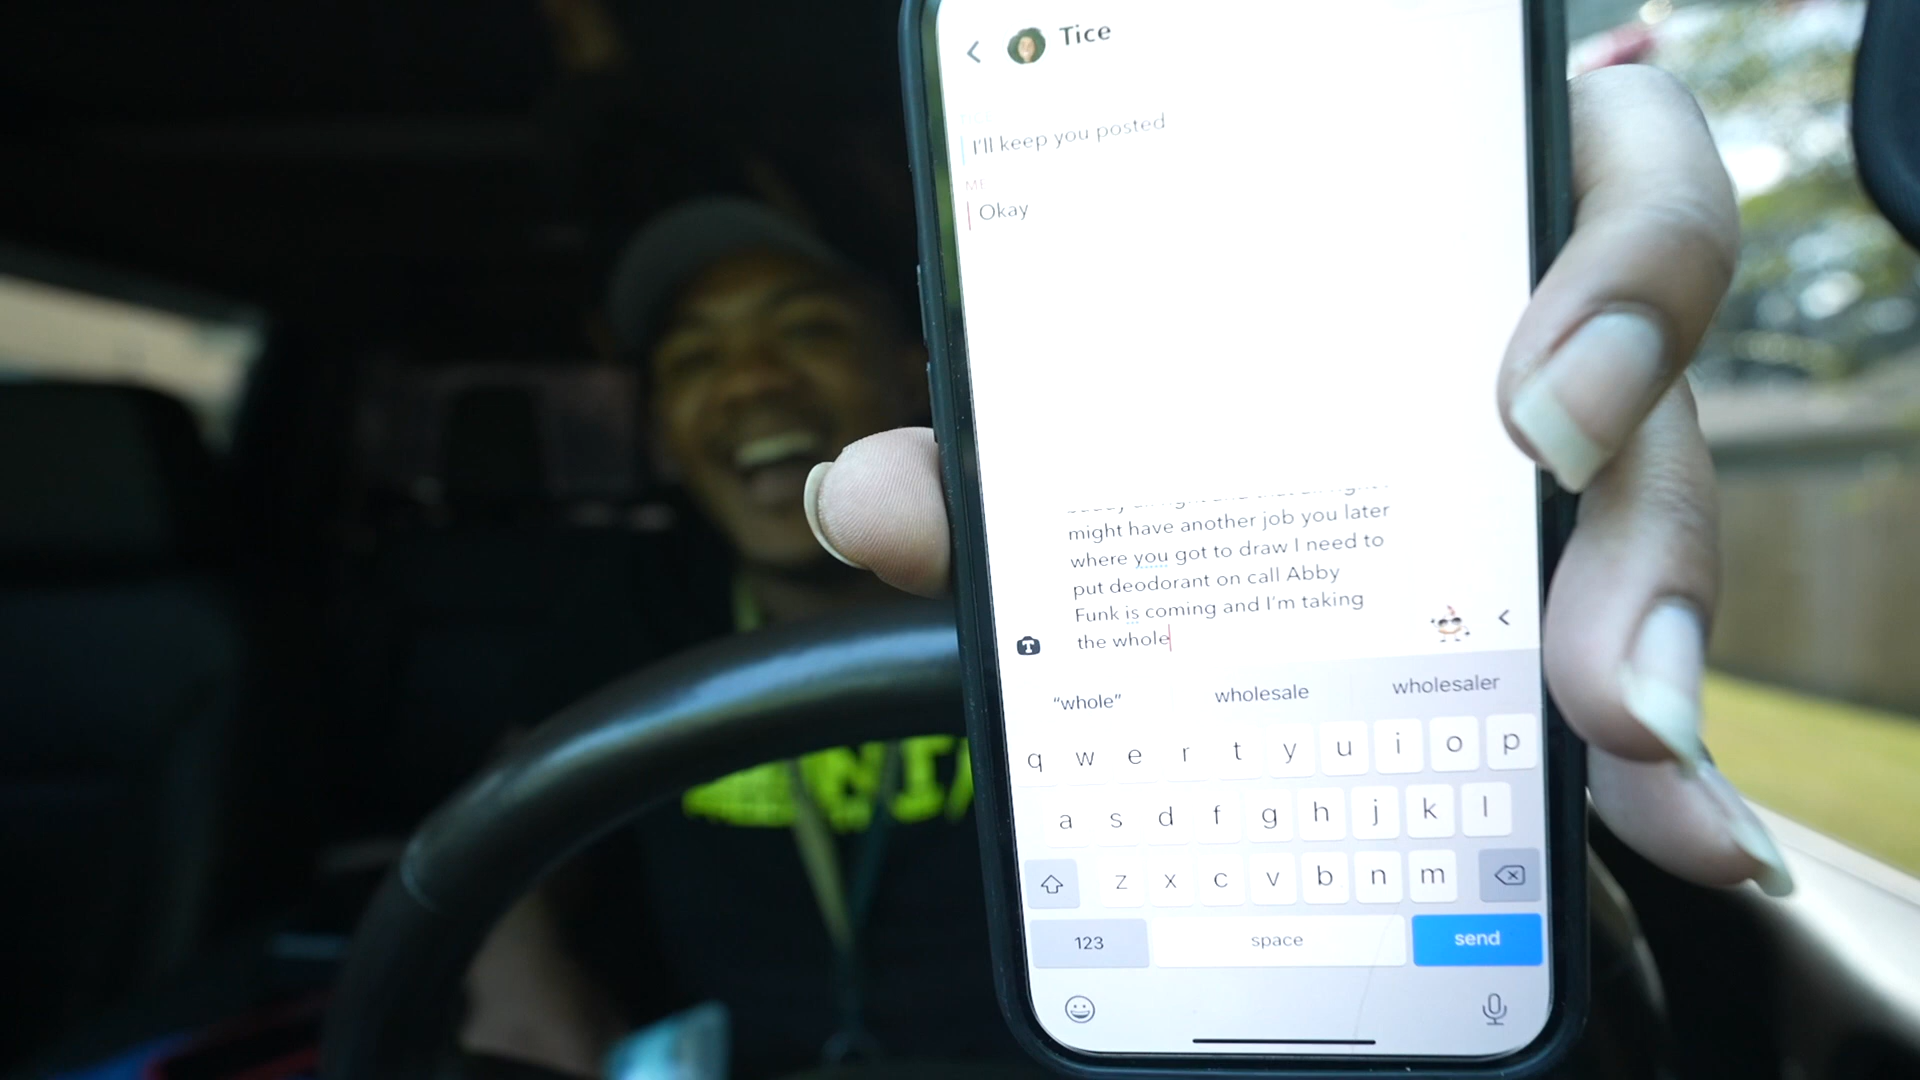 Tice
I'll keep you posted
ME
Okay
might have another job you later
where you got to draw I need to
put deodorant on call Abby
Funk is coming and I'm taking
the whole
"whole" wholesale wholesaler
q w e r t y u i o p
a s d f g h j k l
z x c v b n m
123 space send